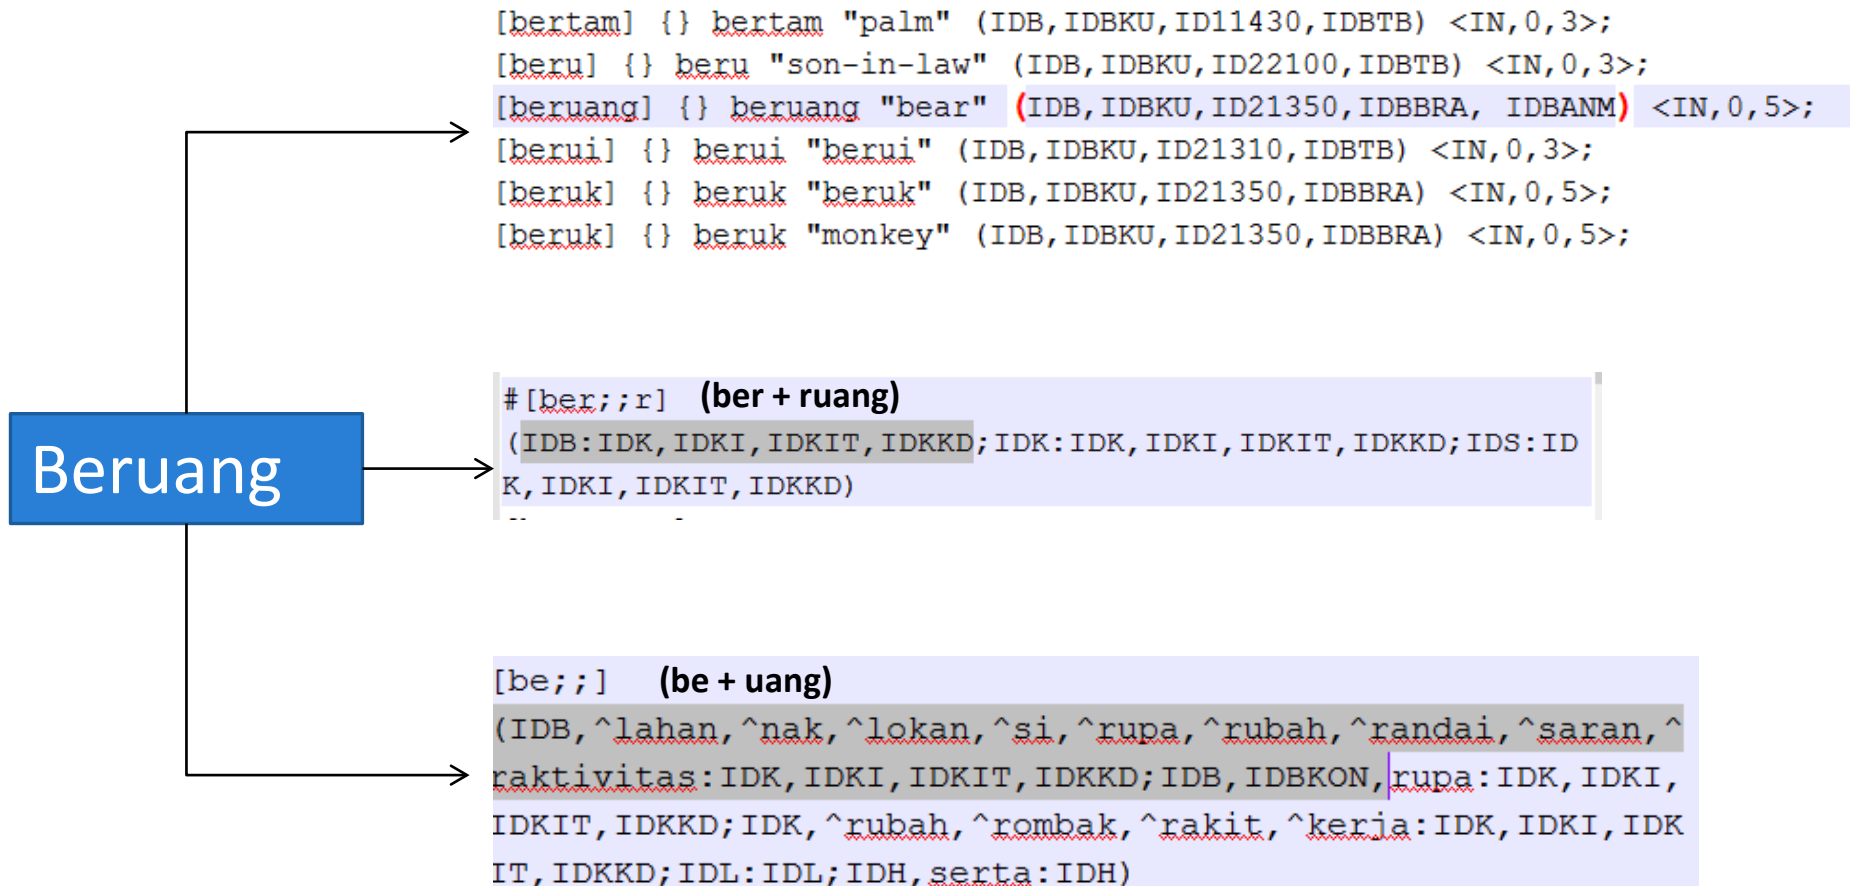 [bertam] {} bertam "palm" (IDB,IDBKU,ID11430,IDBTB) <IN,0,3>;
[beru] {} beru "son-in-law" (IDB,IDBKU,ID22100,IDBTB) <IN,0,3>;
[beruang] {} beruang "bear" (IDB,IDBKU,ID21350,IDBBRA, IDBANM) <IN,0,5>;
[berui] {} berui "berui" (IDB,IDBKU,ID21310,IDBTB) <IN,0,3>;
[beruk] {} beruk "beruk" (IDB,IDBKU,ID21350,IDBBRA) <IN,0,5>;
[beruk] {} beruk "monkey" (IDB,IDBKU,ID21350,IDBBRA) <IN,0,5>;
#[ber;;r] (ber + ruang)
(IDB:IDK,IDKI,IDKIT,IDKKD;IDK:IDK,IDKI,IDKIT,IDKKD;IDS:ID
K,IDKI,IDKIT,IDKKD)
Beruang
[be;;] (be + uang)
(IDB,^lahan,^nak,^lokan,^si,^rupa,^rubah,^randai,^saran,^
raktivitas:IDK,IDKI,IDKIT,IDKKD;IDB,IDBKON,rupa:IDK,IDKI,
IDKIT,IDKKD;IDK,^rubah,^rombak,^rakit,^kerja:IDK,IDKI,IDK
IT,IDKKD;IDL:IDL;IDH,serta:IDH)